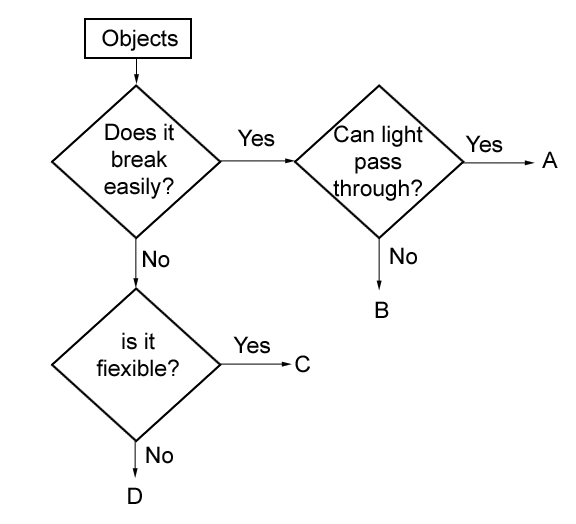 Objects
Does it
break
easily?
Yes
Can light
pass
through?
Yes
A
No
B
No
is it
fiexible?
Yes
C
No
D